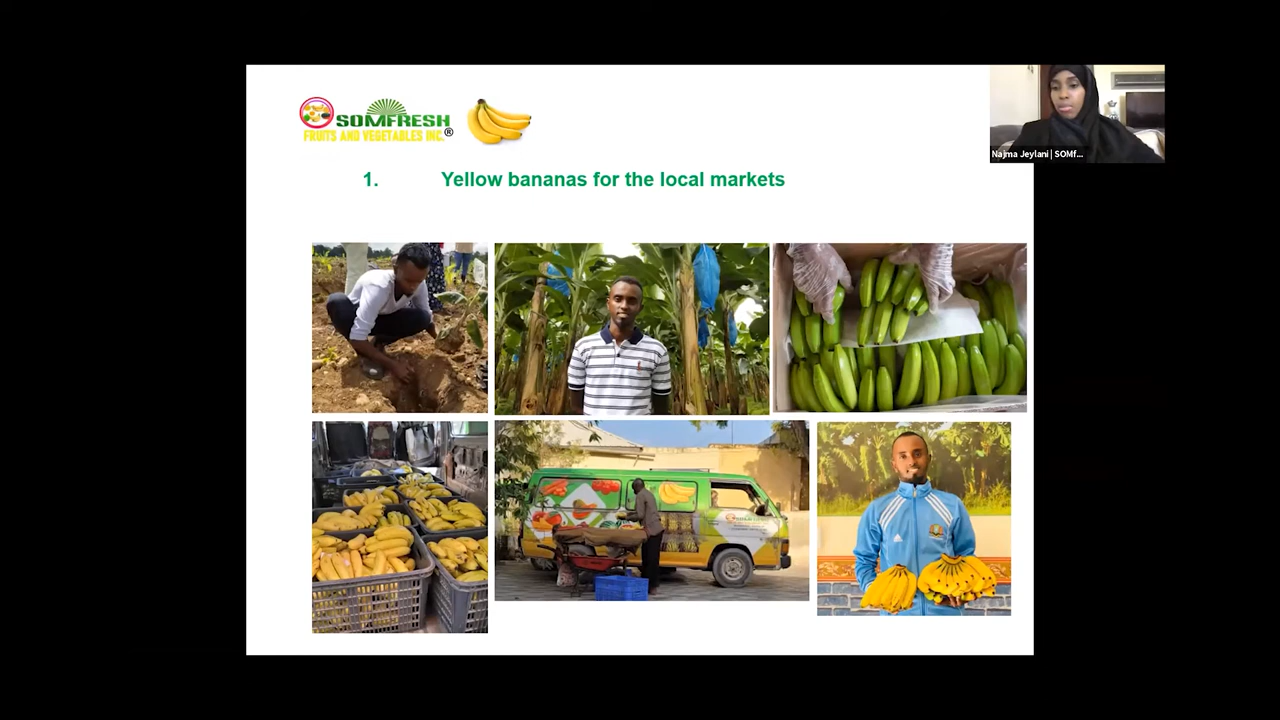 SOMFRESH
FRUITS AND VEGETABLES INC.®
Najma Jeylani | SOMf...
1. Yellow bananas for the local markets